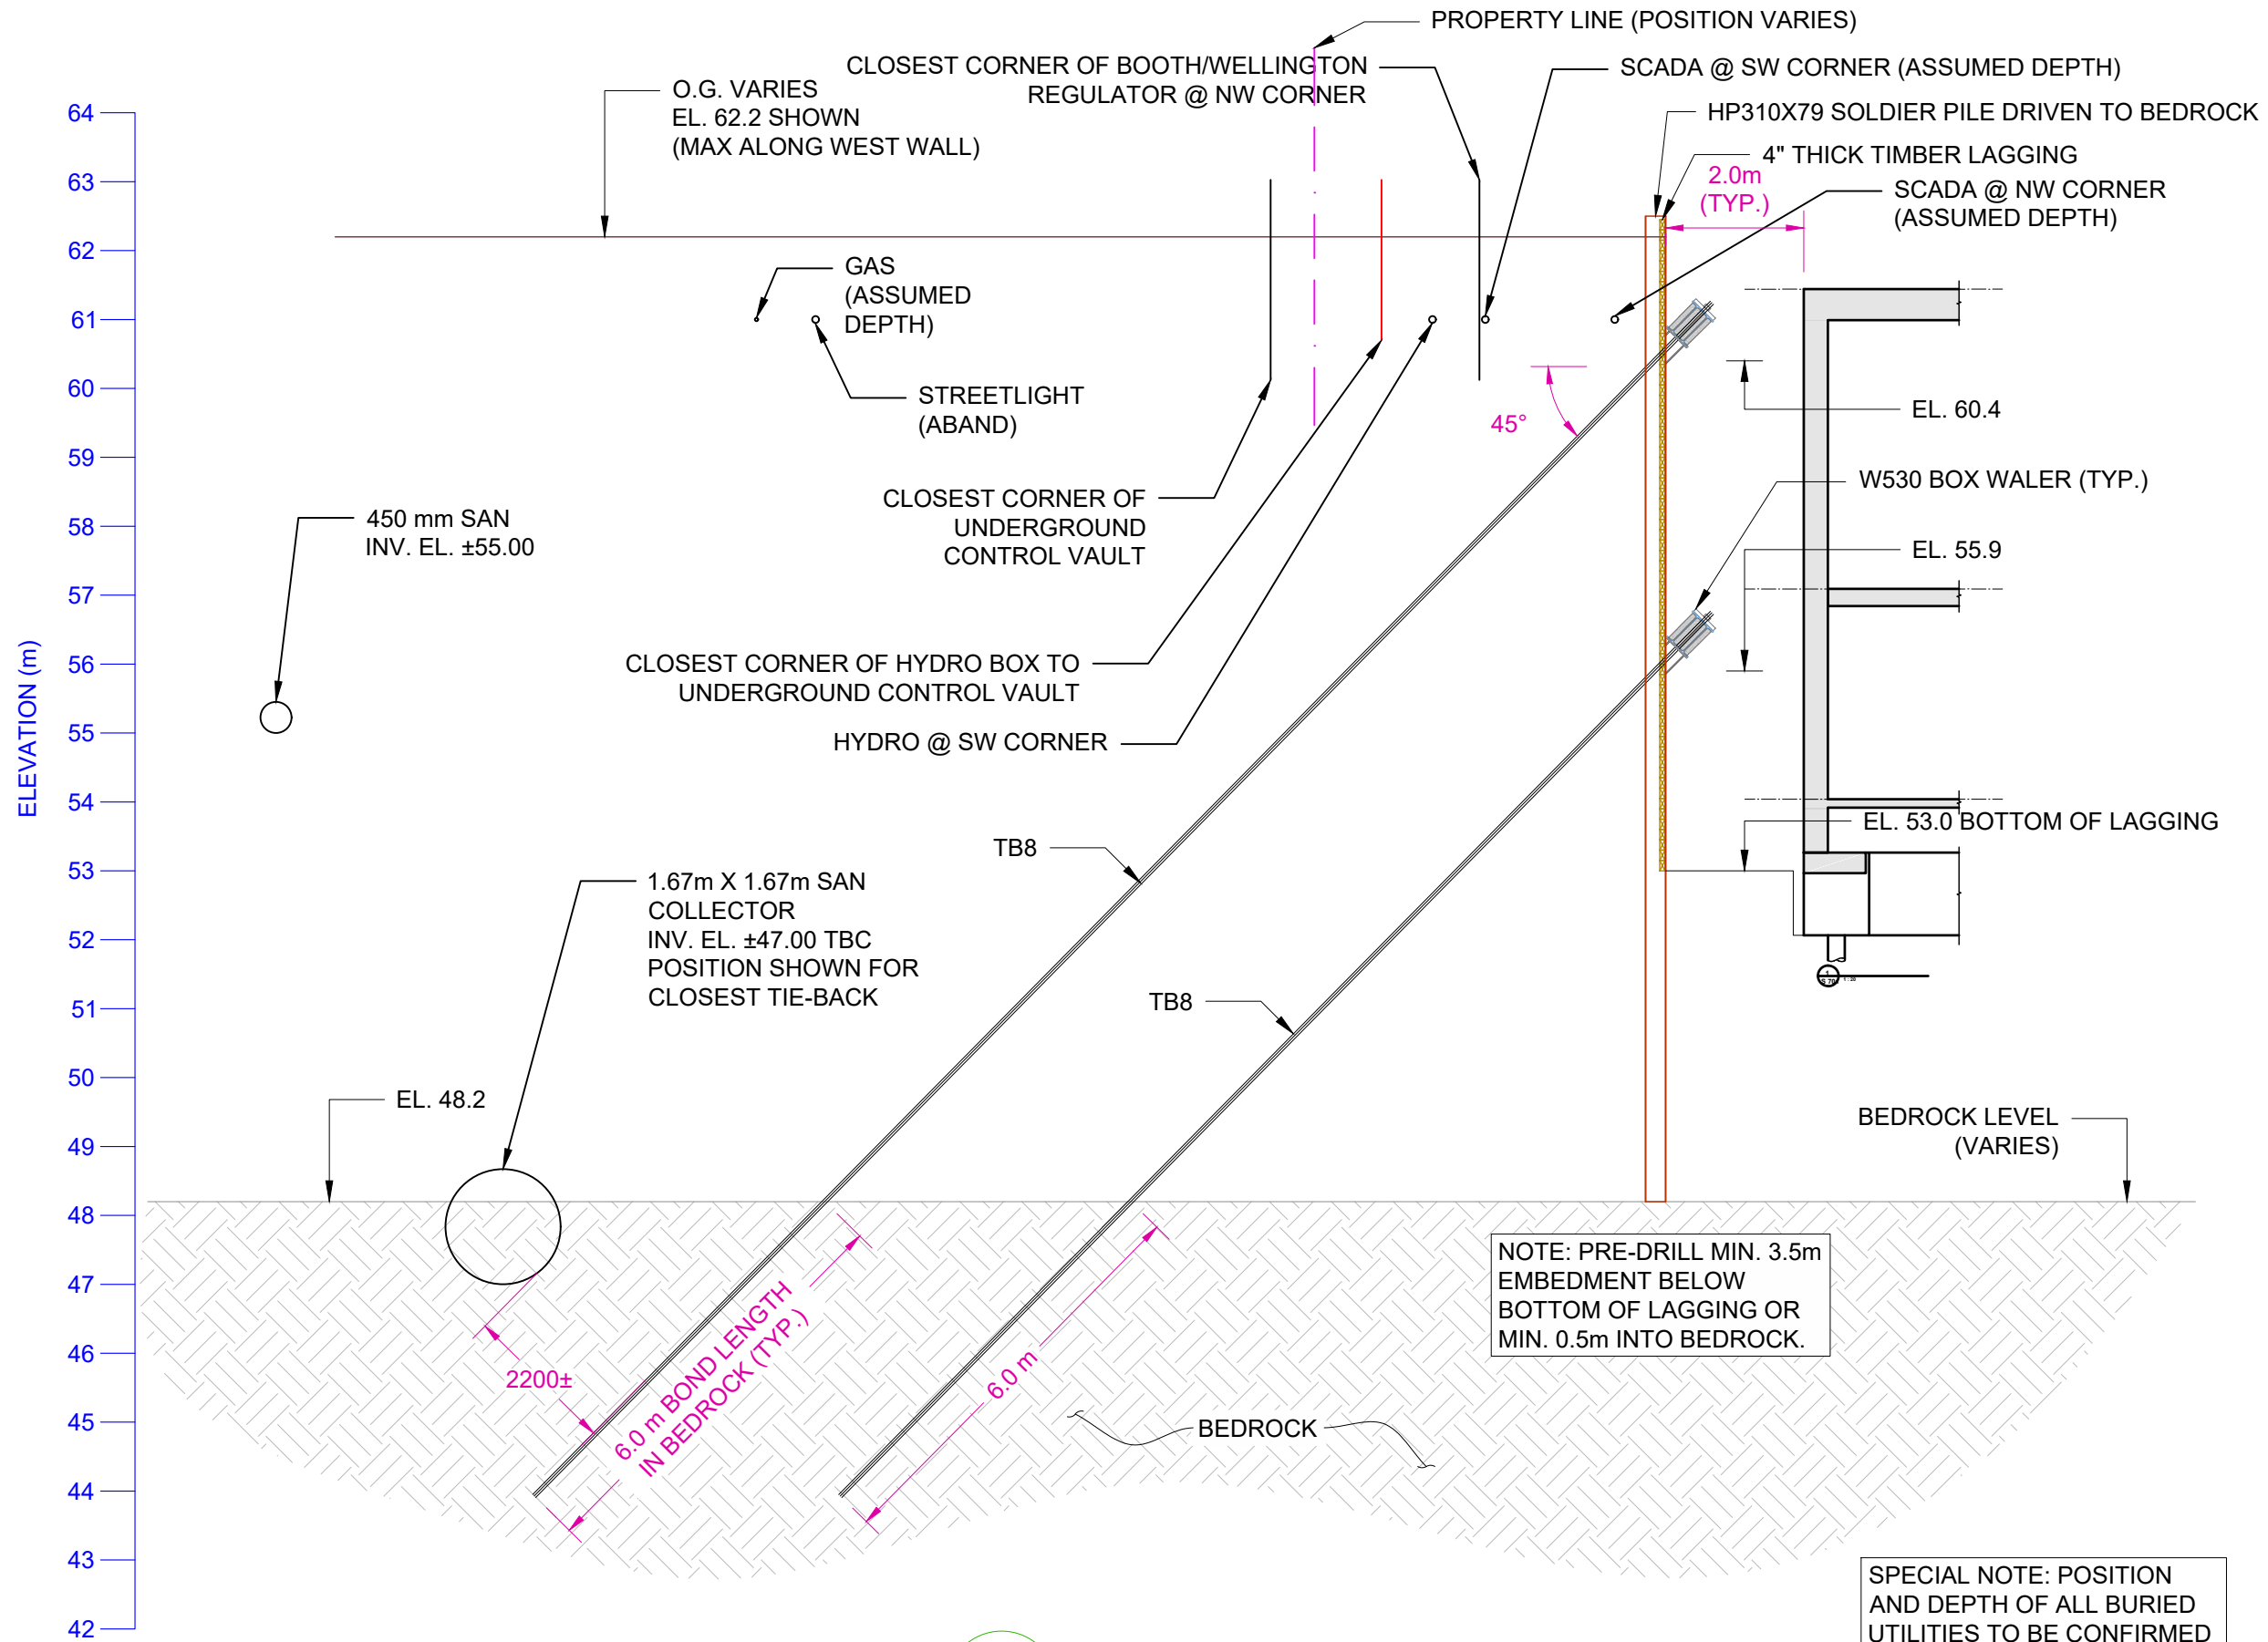 PROPERTY LINE (POSITION VARIES)
CLOSEST CORNER OF BOOTH/WELLINGTON
REGULATOR @ NW CORNER
SCADA @ SW CORNER (ASSUMED DEPTH)
O.G. VARIES
EL. 62.2 SHOWN
(MAX ALONG WEST WALL)
HP310X79 SOLDIER PILE DRIVEN TO BEDROCK
4" THICK TIMBER LAGGING
2.0m
(TYP.)
SCADA @ NW CORNER
(ASSUMED DEPTH)
GAS
(ASSUMED
DEPTH)
STREETLIGHT
(ABAND)
45°
EL. 60.4
W530 BOX WALER (TYP.)
CLOSEST CORNER OF
UNDERGROUND
CONTROL VAULT
450 mm SAN
INV. EL. ±55.00
EL. 55.9
CLOSEST CORNER OF HYDRO BOX TO
UNDERGROUND CONTROL VAULT
HYDRO @ SW CORNER
EL. 53.0 BOTTOM OF LAGGING
TB8
1.67m X 1.67m SAN
COLLECTOR
INV. EL. ±47.00 TBC
POSITION SHOWN FOR
CLOSEST TIE-BACK
TB8
EL. 48.2
BEDROCK LEVEL
(VARIES)
NOTE: PRE-DRILL MIN. 3.5m
EMBEDMENT BELOW
BOTTOM OF LAGGING OR
MIN. 0.5m INTO BEDROCK.
2200±
6.0 m BOND LENGTH
IN BEDROCK (TYP.)
6.0 m
BEDROCK
SPECIAL NOTE: POSITION
AND DEPTH OF ALL BURIED
UTILITIES TO BE CONFIRMED
ELEVATION (m)
64
63
62
61
60
59
58
57
56
55
54
53
52
51
50
49
48
47
46
45
44
43
42